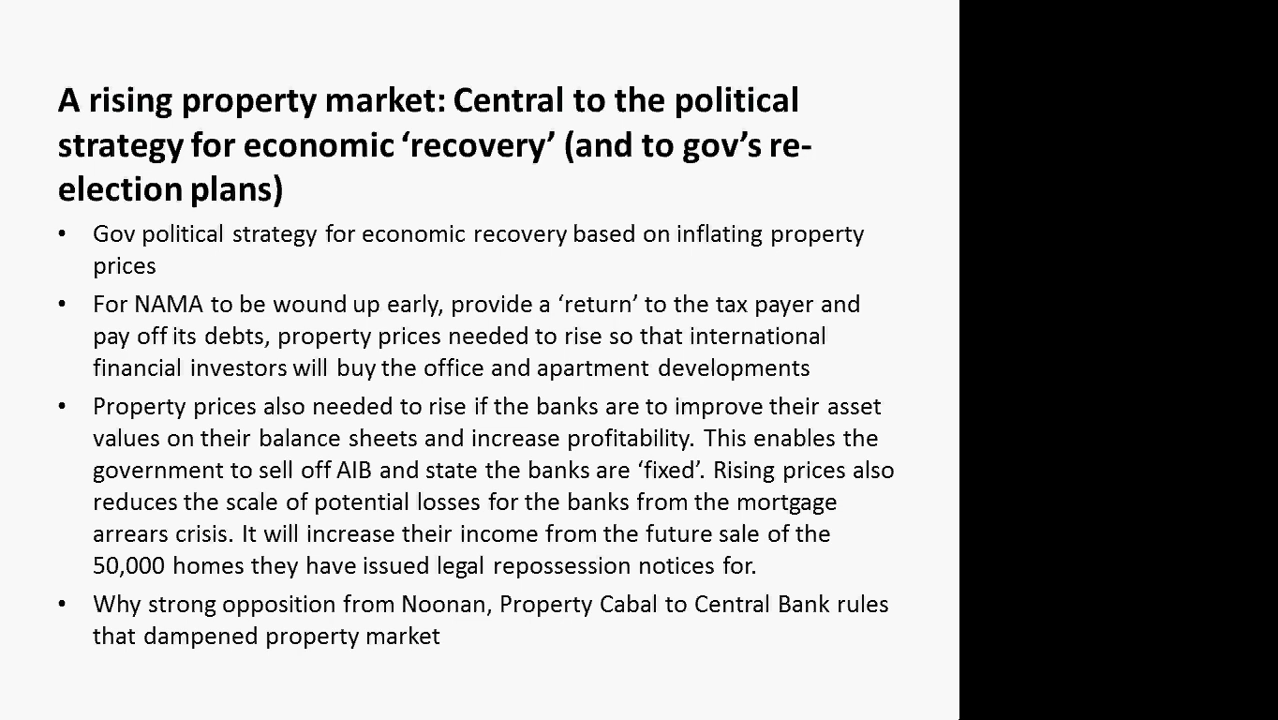 A rising property market: Central to the political
strategy for economic ‘recovery’ (and to gov’s re-
election plans)
• Gov political strategy for economic recovery based on inflating property
prices
• For NAMA to be wound up early, provide a ‘return’ to the tax payer and
pay off its debts, property prices needed to rise so that international
financial investors will buy the office and apartment developments
• Property prices also needed to rise if the banks are to improve their asset
values on their balance sheets and increase profitability. This enables the
government to sell off AIB and state the banks are ‘fixed’. Rising prices also
reduces the scale of potential losses for the banks from the mortgage
arrears crisis. It will increase their income from the future sale of the
50,000 homes they have issued legal repossession notices for.
• Why strong opposition from Noonan, Property Cabal to Central Bank rules
that dampened property market